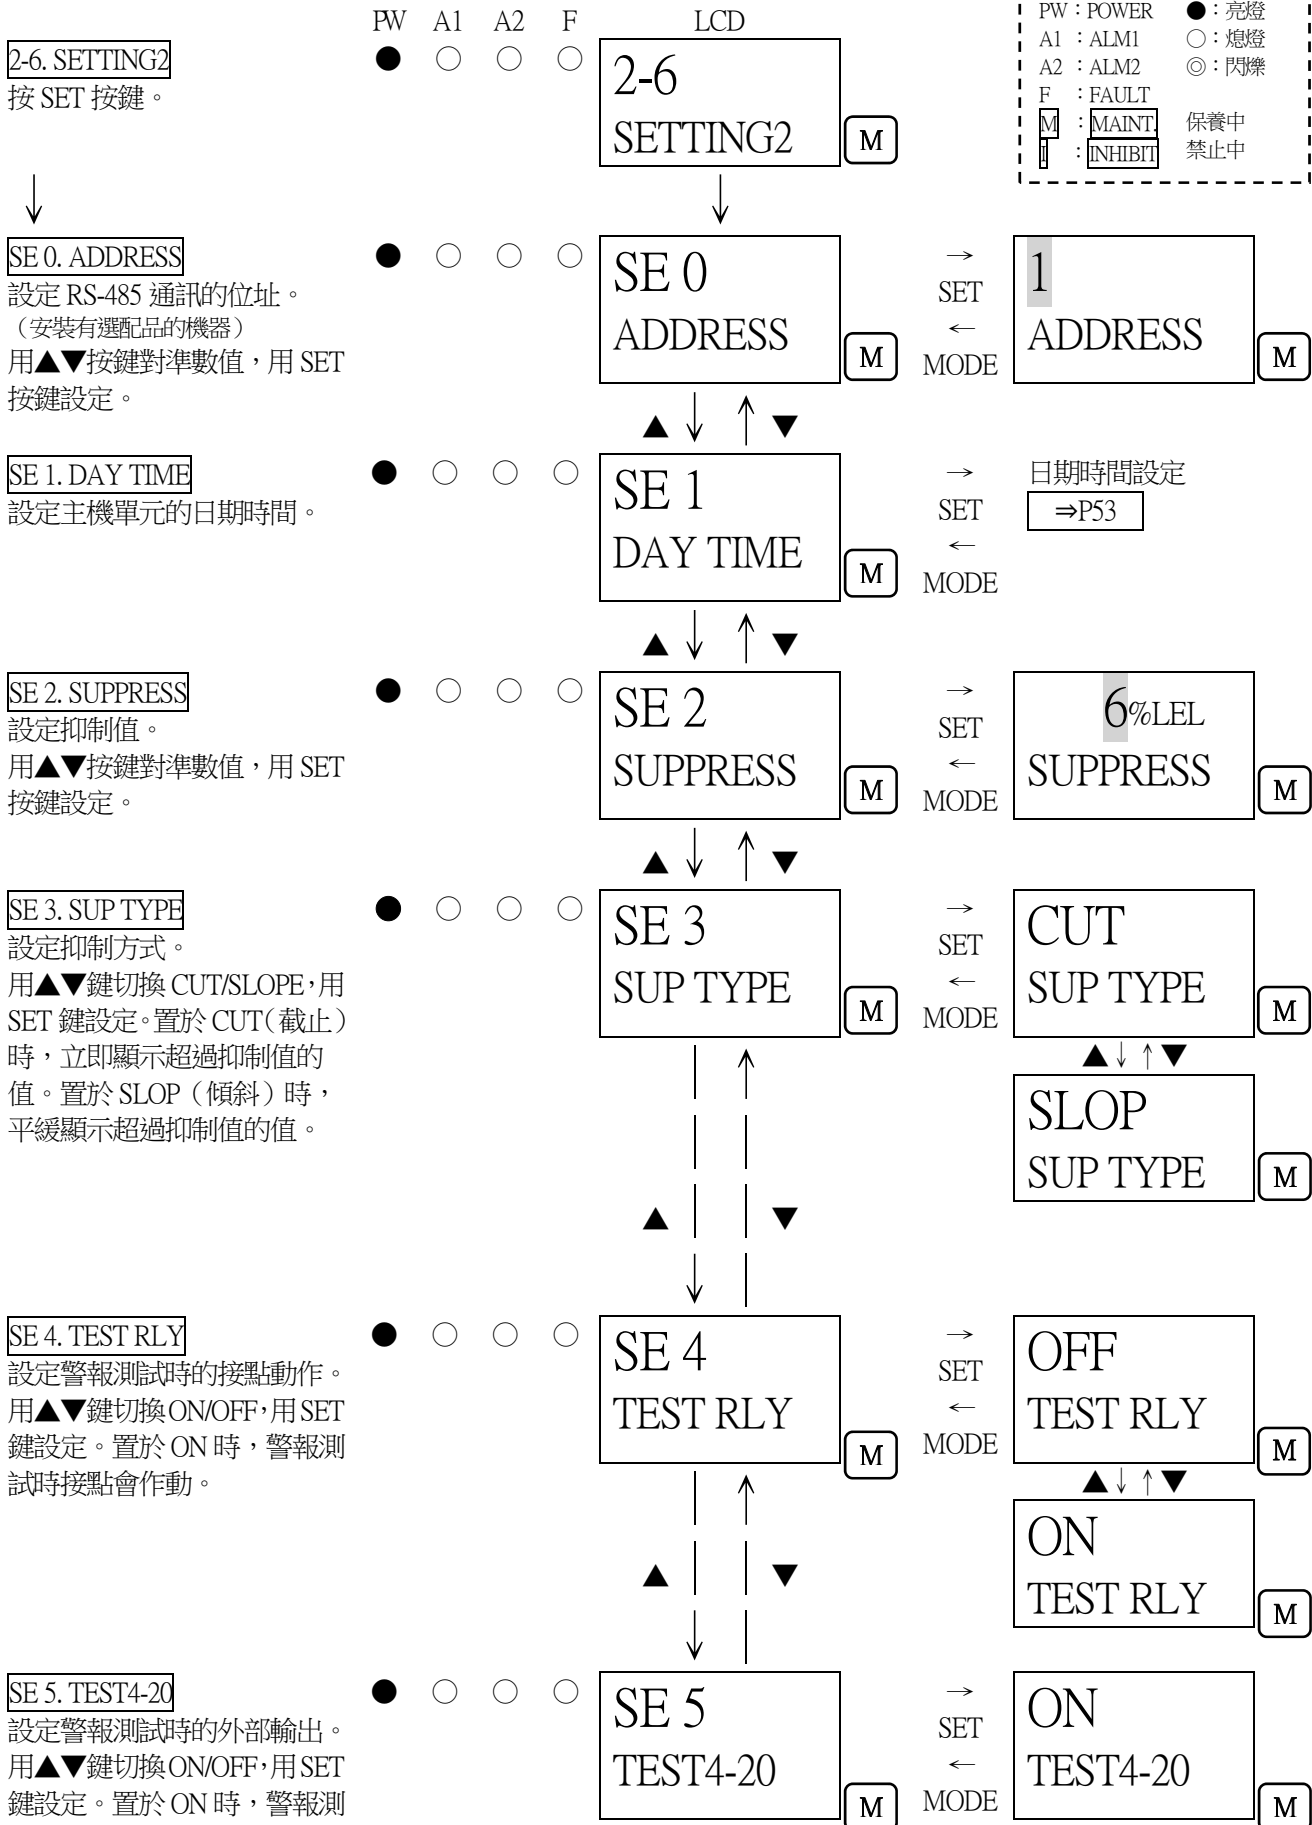 PW A1 A2 F LCD
PW：POWER ●：亮燈
A1：ALM1 ○：熄燈
A2：ALM2 ◎：閃爍
F：FAULT
M：MAINT. 保養中
I：INHIBIT 禁止中
2-6. SETTING2 ● ○ ○ ○
按 SET 按鍵。
2-6
SETTING2 M
↓ ↓
SE 0. ADDRESS ● ○ ○ ○
設定 RS-485 通訊的位址。
（安裝有選配品的機器）
用▲▼按鍵對準數值，用 SET
按鍵設定。
SE 0
ADDRESS M
→
SET
←
MODE
1
ADDRESS M
▲↓ ↑▼
SE 1. DAY TIME ● ○ ○ ○
設定主機單元的日期時間。
SE 1
DAY TIME M
→
SET
←
MODE
日期時間設定
⇒P53
▲↓ ↑▼
SE 2. SUPPRESS ● ○ ○ ○
設定抑制值。
用▲▼按鍵對準數值，用 SET
按鍵設定。
SE 2
SUPPRESS M
→
SET
←
MODE
6%LEL
SUPPRESS M
▲↓ ↑▼
SE 3. SUP TYPE ● ○ ○ ○
設定抑制方式。
用▲▼鍵切換 CUT/SLOPE，用
SET 鍵設定。置於 CUT（截止）
時，立即顯示超過抑制值的
值。置於 SLOP（傾斜）時，
平緩顯示超過抑制值的值。
SE 3
SUP TYPE M
→
SET
←
MODE
CUT
SUP TYPE M
▲↓ ↑▼
SLOP
SUP TYPE M
▲↓ ↑▼
SE 4. TEST RLY ● ○ ○ ○
設定警報測試時的接點動作。
用▲▼鍵切換 ON/OFF，用 SET
鍵設定。置於 ON 時，警報測
試時接點會作動。
SE 4
TEST RLY M
→
SET
←
MODE
OFF
TEST RLY M
▲↓ ↑▼
ON
TEST RLY M
▲↓ ↑▼
SE 5. TEST4-20 ● ○ ○ ○
設定警報測試時的外部輸出。
用▲▼鍵切換 ON/OFF，用 SET
鍵設定。置於 ON 時，警報測
SE 5
TEST4-20 M
→
SET
←
MODE
ON
TEST4-20 M